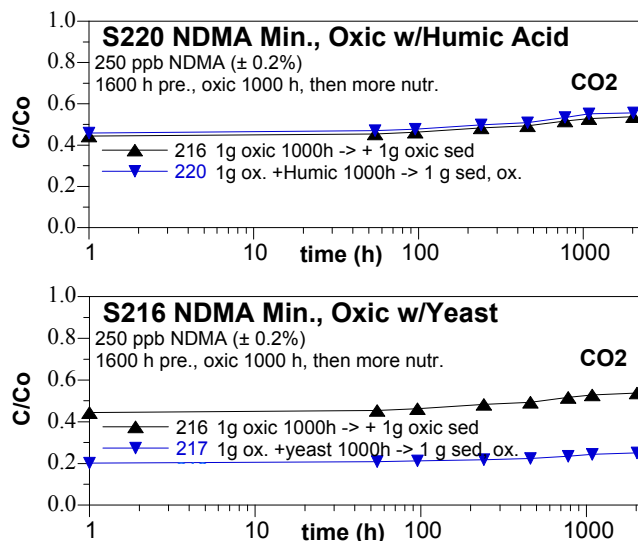 S220 NDMA Min., Oxic w/Humic Acid
250 ppb NDMA (± 0.2%)
1600 h pre., oxic 1000 h, then more nutr.
CO2
216 1g oxic 1000h -> + 1g oxic sed
220 1g ox. +Humic 1000h -> 1 g sed, ox.
C/Co
1.0
0.8
0.6
0.4
0.2
0.0
1 10 100 1000
time (h)
S216 NDMA Min., Oxic w/Yeast
250 ppb NDMA (± 0.2%)
1600 h pre., oxic 1000 h, then more nutr.
CO2
216 1g oxic 1000h -> + 1g oxic sed
217 1g ox. +yeast 1000h -> 1 g sed, ox.
C/Co
1.0
0.8
0.6
0.4
0.2
0.0
1 10 100 1000
time (h)